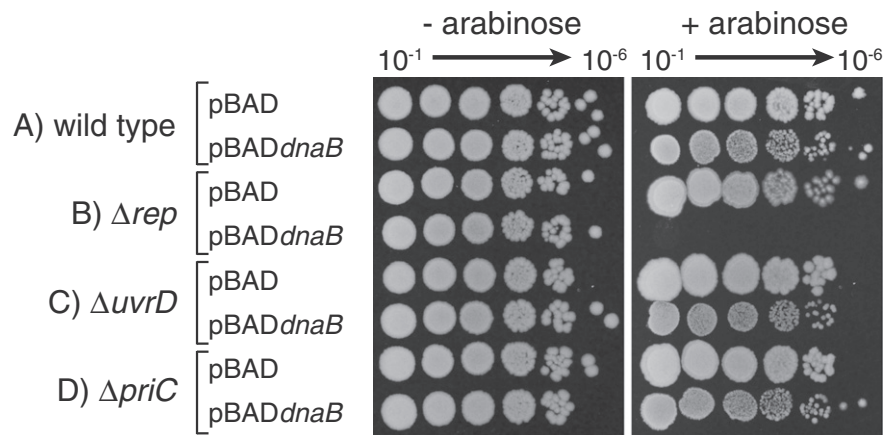 - arabinose + arabinose
10-1 10-6 10-1 10-6
A) wild type pBAD
pBADdnaB
B) Δrep pBAD
pBADdnaB
C) ΔuvrD pBAD
pBADdnaB
D) ΔpriC pBAD
pBADdnaB